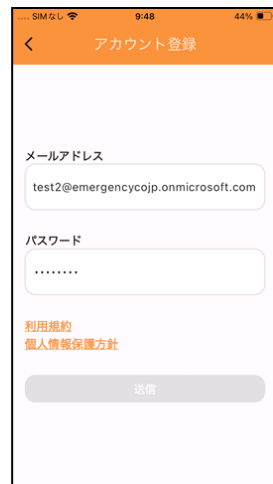 SIMなし 9:48 44%
アカウント登録
メールアドレス
test2@emergencycojp.onmicrosoft.com
パスワード
••••••••
利用規約
個人情報保護方針
送信